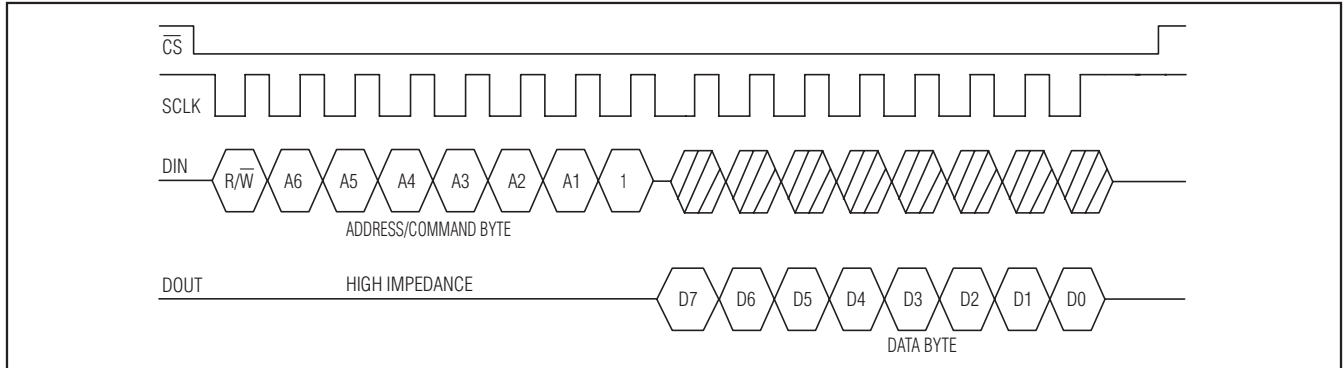 C̅S̅
SCLK
DIN
R/W̅ A6 A5 A4 A3 A2 A1 1
ADDRESS/COMMAND BYTE
DOUT
HIGH IMPEDANCE
D7 D6 D5 D4 D3 D2 D1 D0
DATA BYTE